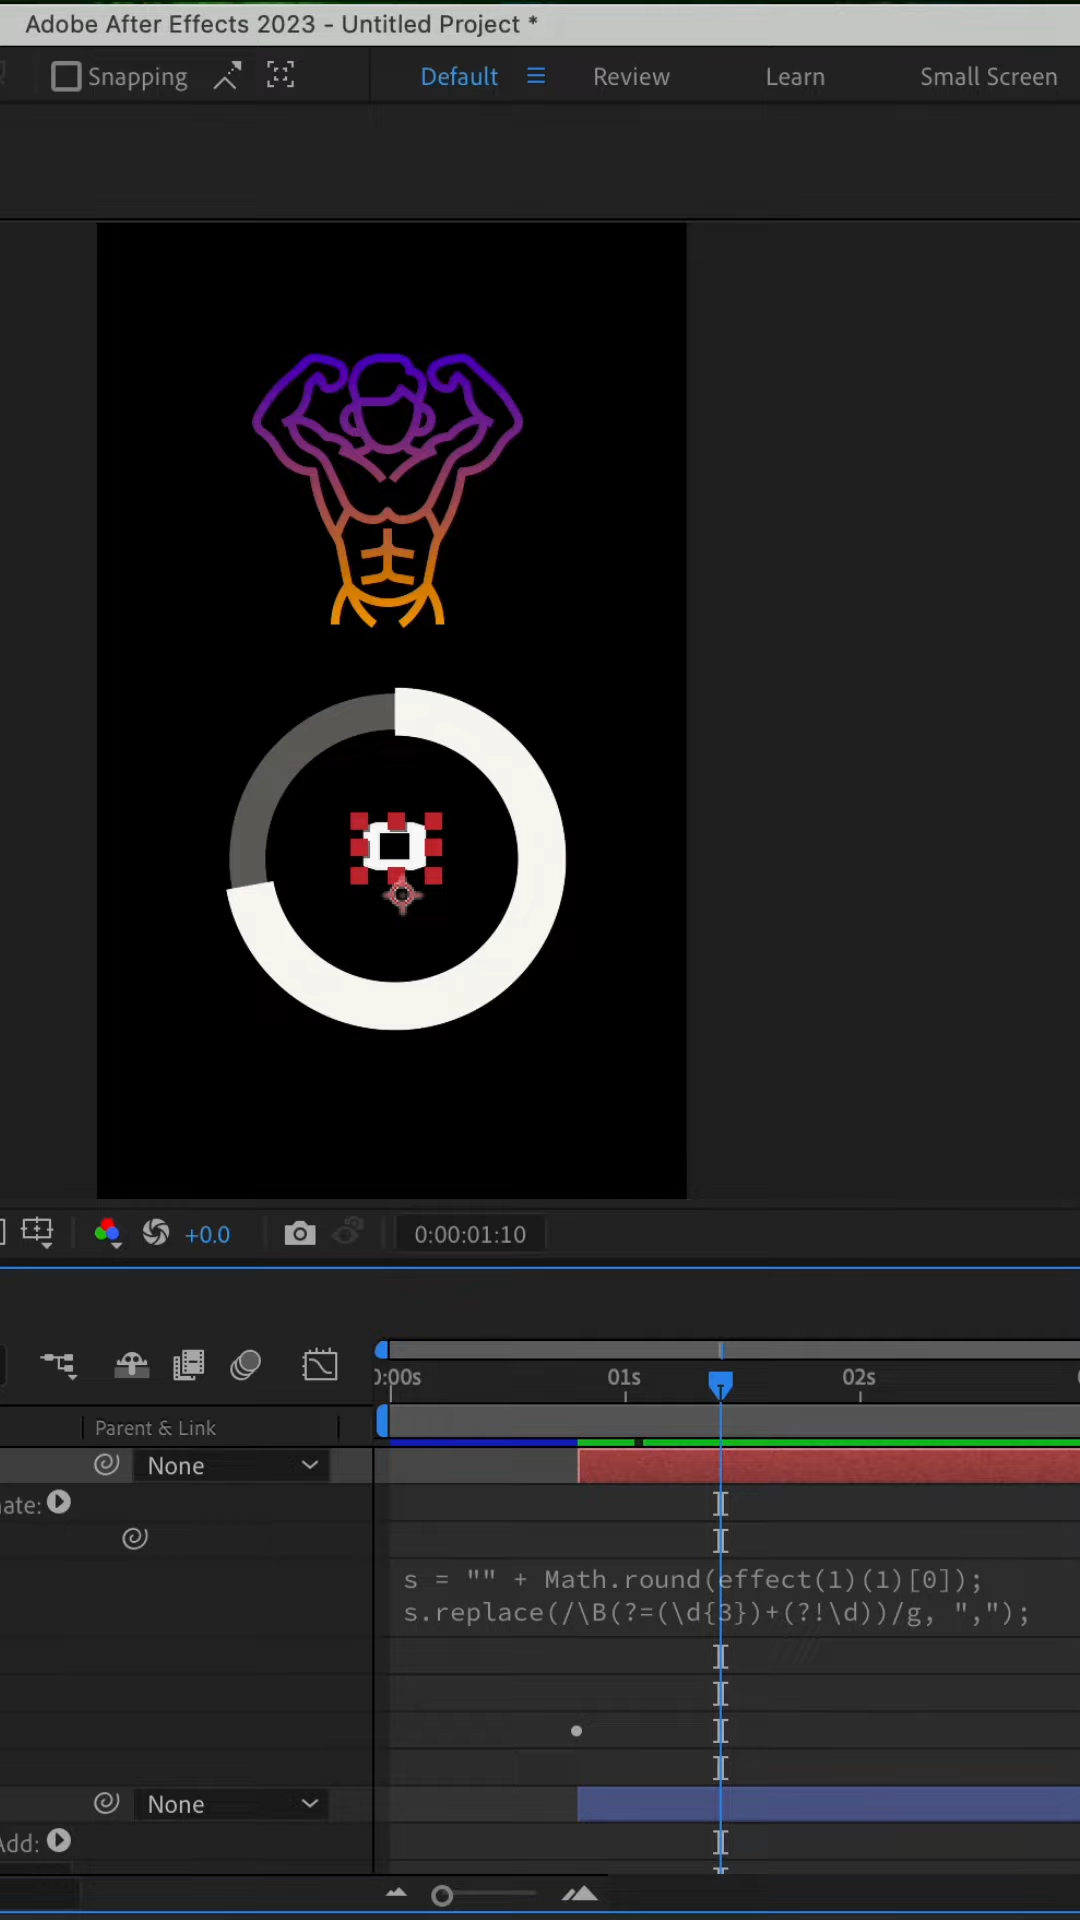 Adobe After Effects 2023 - Untitled Project *
Snapping
Default
Review
Learn
Small Screen
+0.0
0:00:01:10
0:00s
01s
02s
Parent & Link
None
ate:
s = "" + Math.round(effect(1)(1)[0]);
s.replace(/\B(?=(\d{3})+(?!\d))/g, ",");
None
Add: